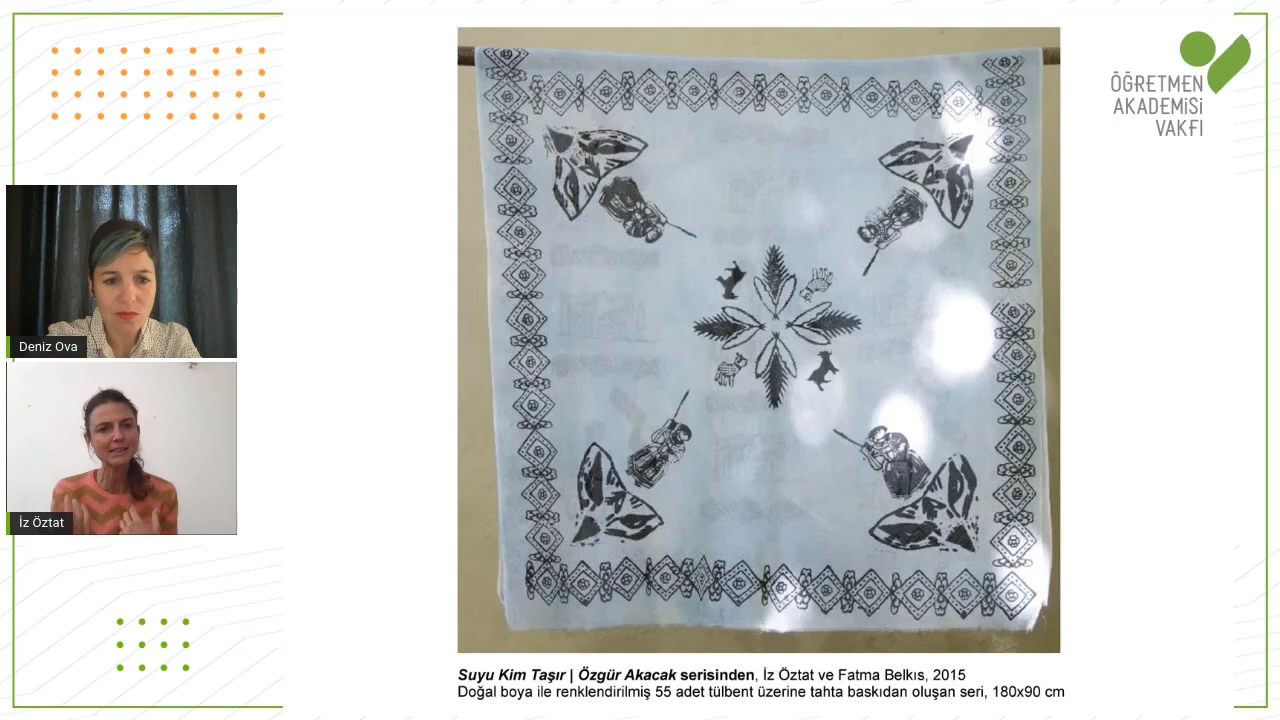 ÖĞRETMEN
AKADEMİSİ
VAKFI
Deniz Ova
İz Öztat
Suyu Kim Taşır | Özgür Akacak serisinden, İz Öztat ve Fatma Belkıs, 2015
Doğal boya ile renklendirilmiş 55 adet tülbent üzerine tahta baskıdan oluşan seri, 180x90 cm